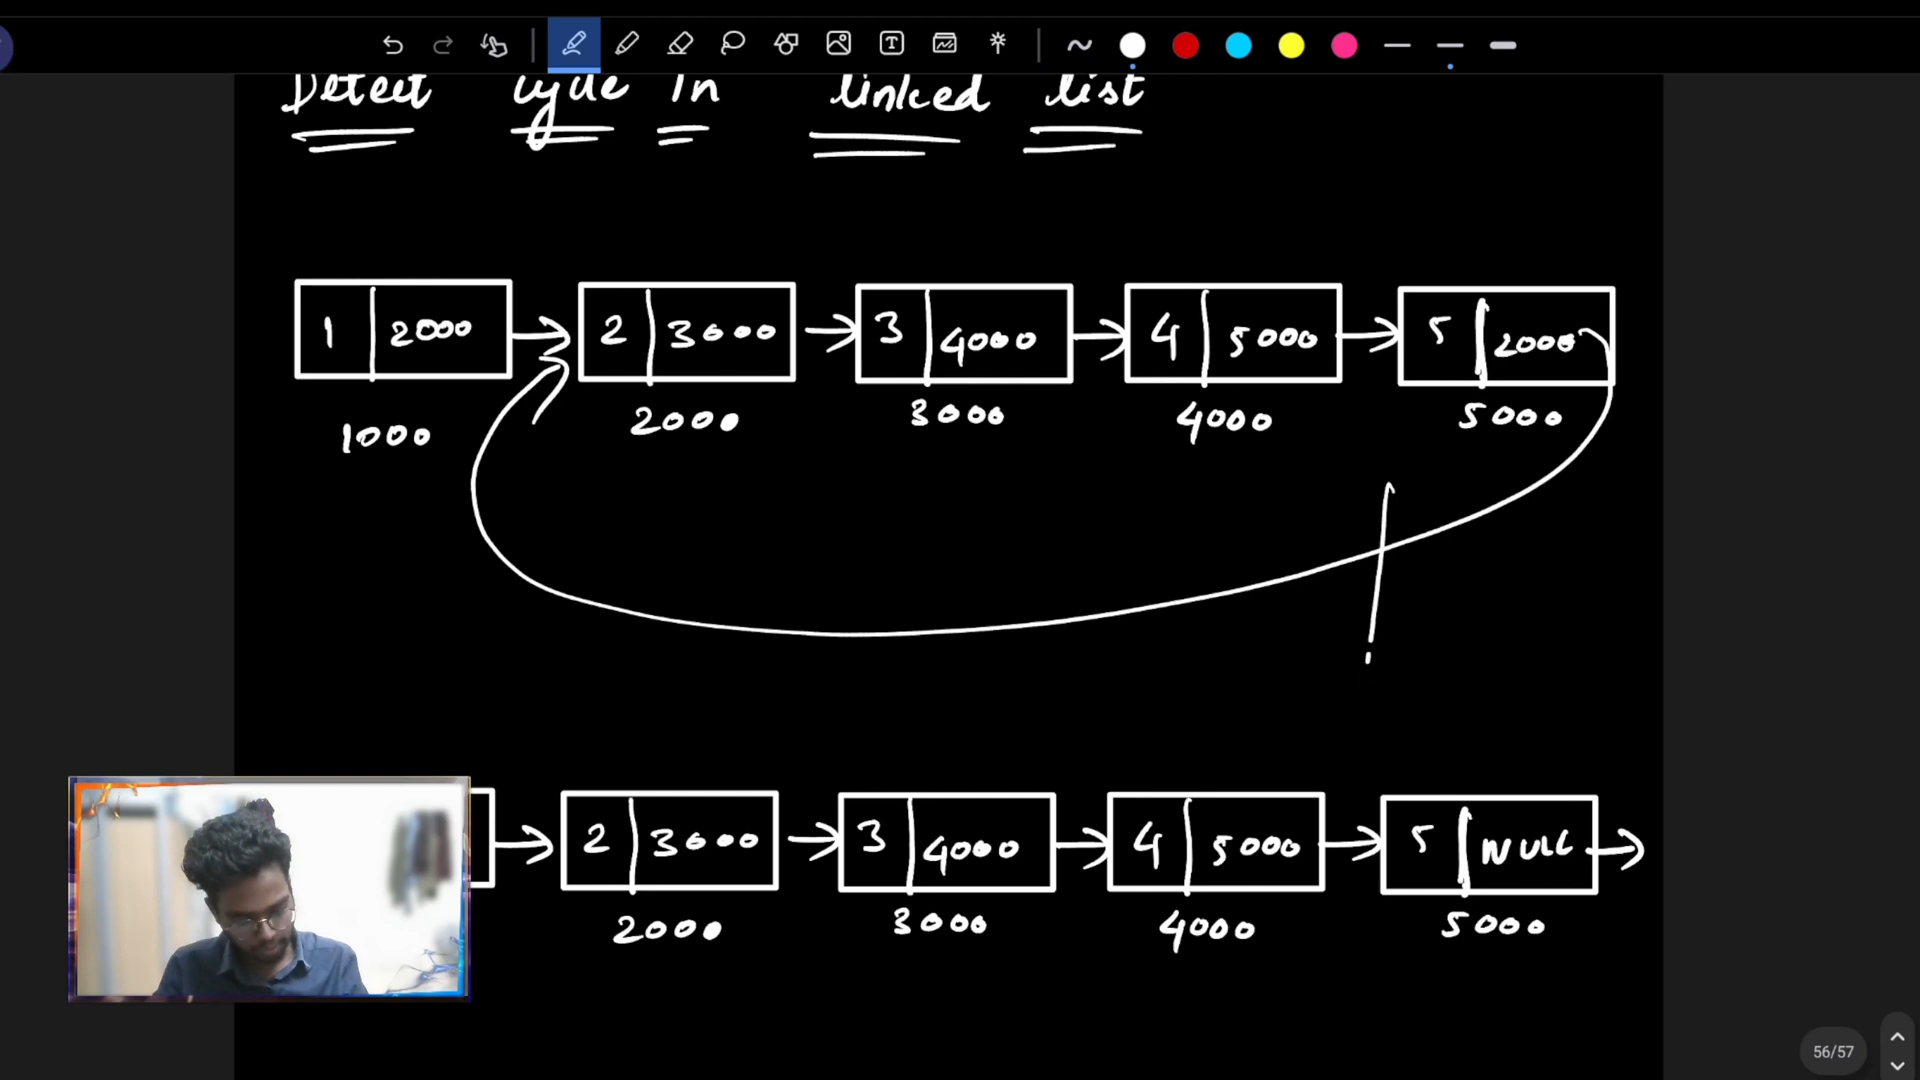 Detect cycle In linked list
1 2000 2 3000 3 4000 4 5000 5 2000
1000 2000 3000 4000 5000
2 3000 3 4000 4 5000 5 NULL
2000 3000 4000 5000
56/57